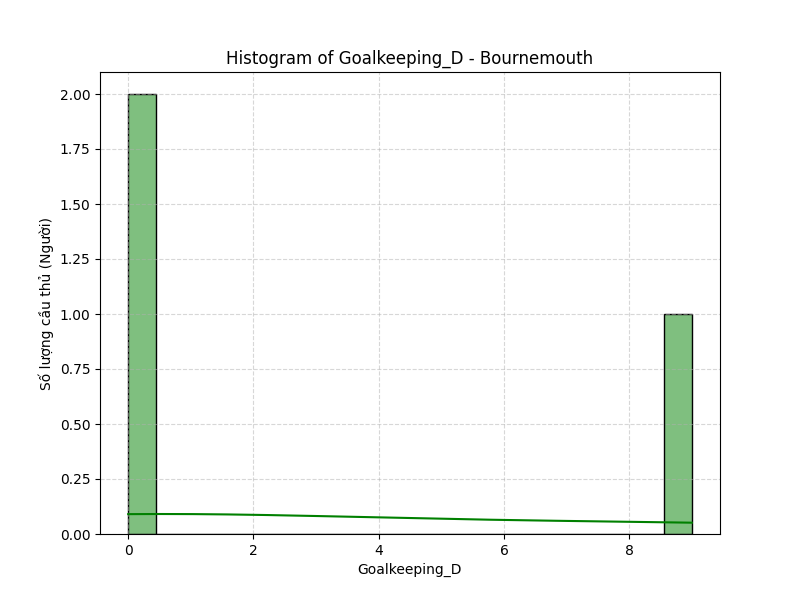 Histogram of Goalkeeping_D - Bournemouth
2.00
1.75
1.50
1.25
1.00
0.75
0.50
0.25
0.00
Số lượng cầu thủ (Người)
0 2 4 6 8
Goalkeeping_D